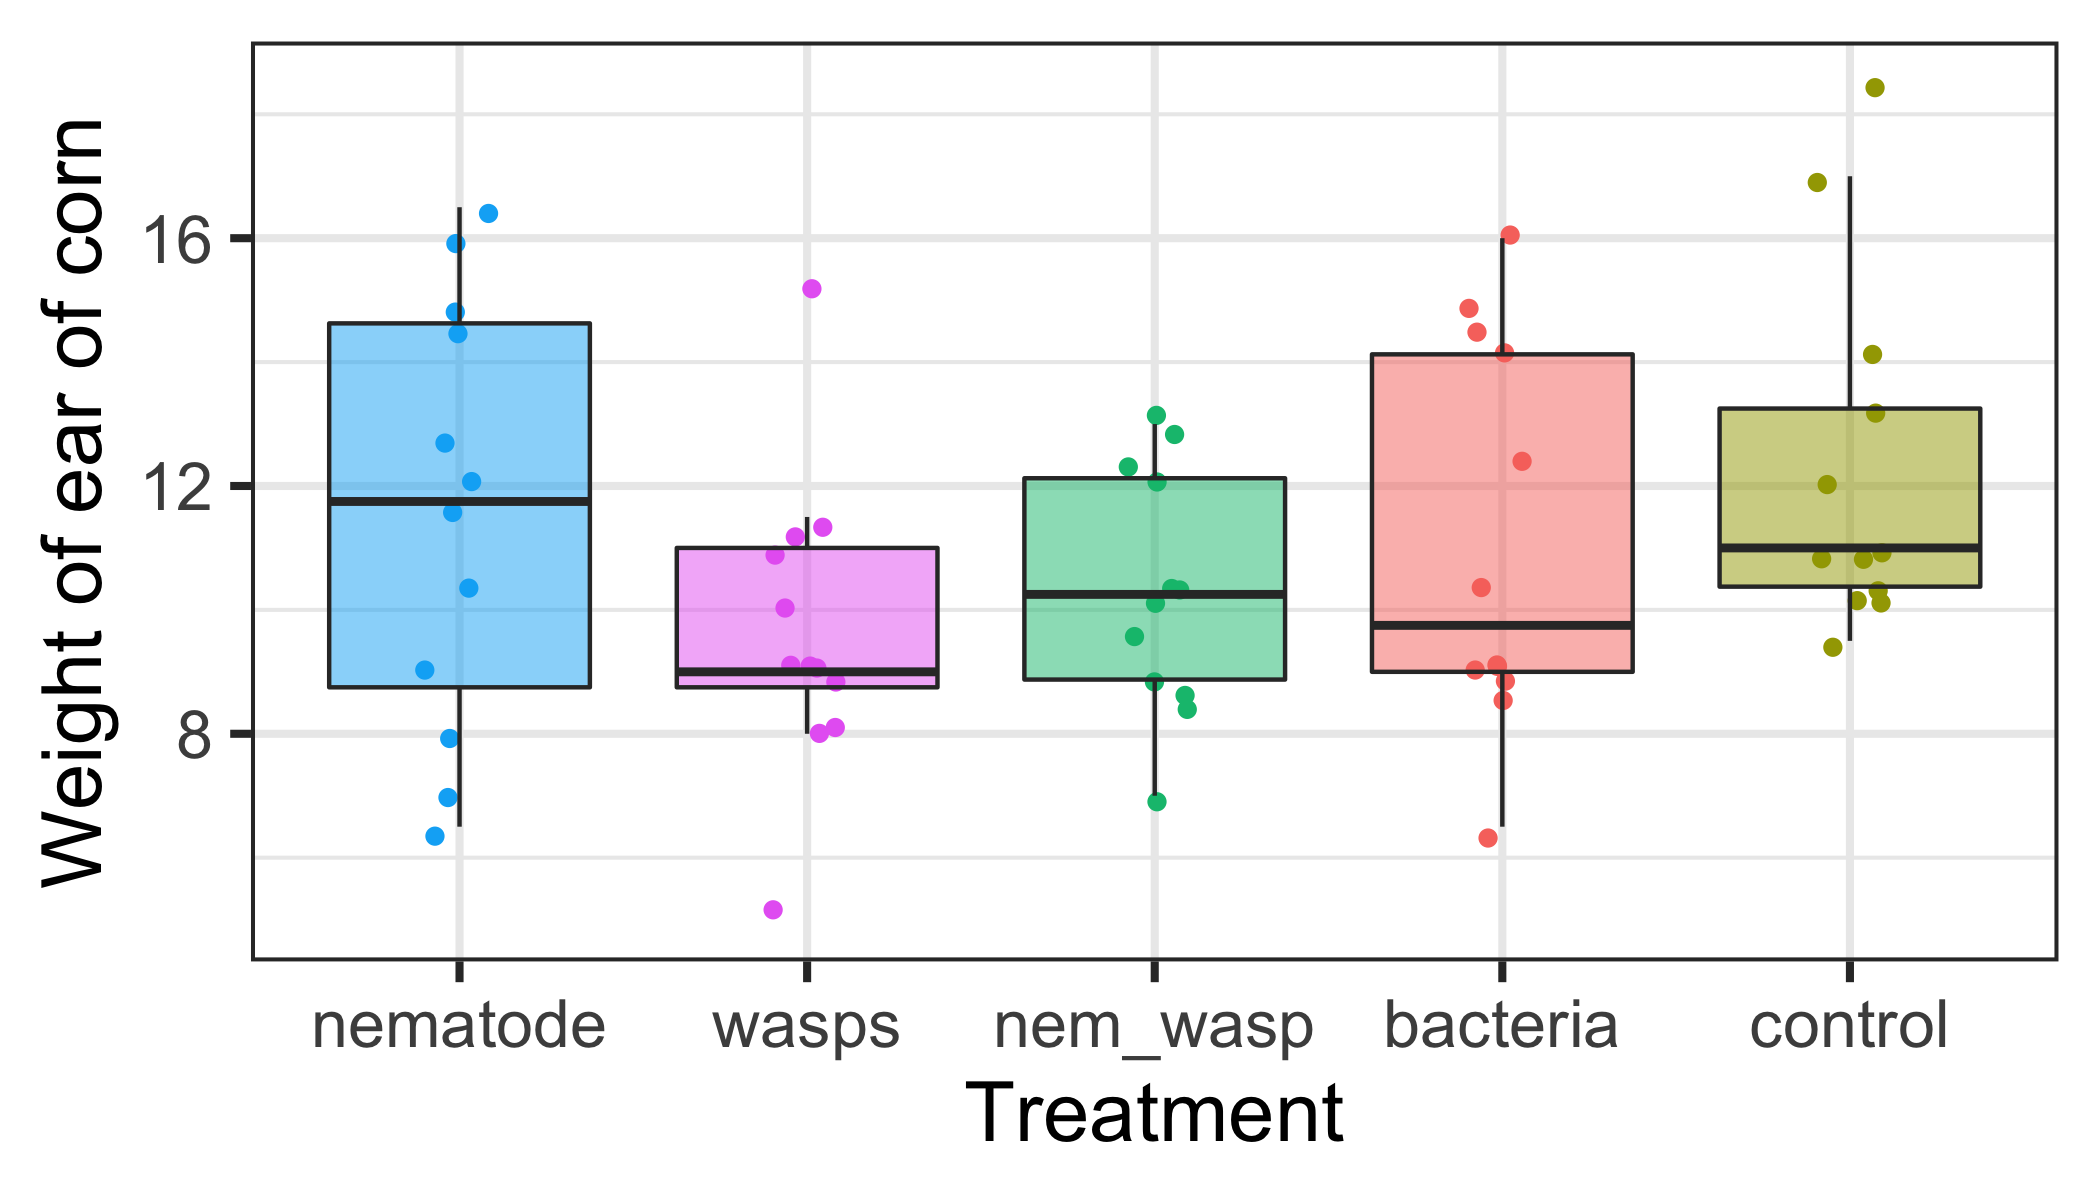 Weight of ear of corn
16
12
8
nematode wasps nem_wasp bacteria control
Treatment